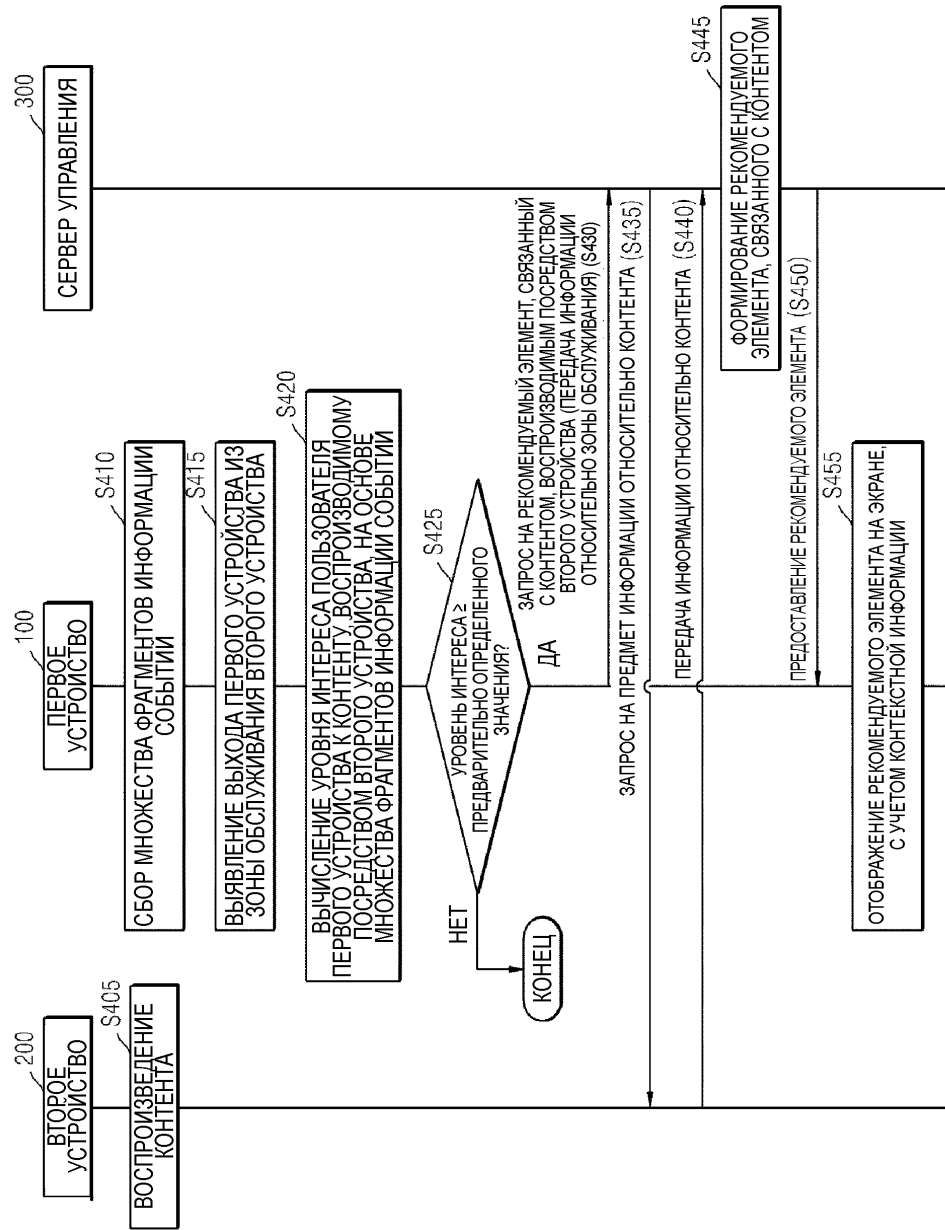 200
ВТОРОЕ
УСТРОЙСТВО
100
ПЕРВОЕ
УСТРОЙСТВО
300
СЕРВЕР УПРАВЛЕНИЯ
S405
ВОСПРОИЗВЕДЕНИЕ
КОНТЕНТА
S410
СБОР МНОЖЕСТВА ФРАГМЕНТОВ ИНФОРМАЦИИ
СОБЫТИЙ
S415
ВЫЯВЛЕНИЕ ВЫХОДА ПЕРВОГО УСТРОЙСТВА ИЗ
ЗОНЫ ОБСЛУЖИВАНИЯ ВТОРОГО УСТРОЙСТВА
S420
ВЫЧИСЛЕНИЕ УРОВНЯ ИНТЕРЕСА ПОЛЬЗОВАТЕЛЯ
ПЕРВОГО УСТРОЙСТВА К КОНТЕНТУ, ВОСПРОИЗВОДИМОМУ
ПОСРЕДСТВОМ ВТОРОГО УСТРОЙСТВА, НА ОСНОВЕ
МНОЖЕСТВА ФРАГМЕНТОВ ИНФОРМАЦИИ СОБЫТИЙ
S425
УРОВЕНЬ ИНТЕРЕСА ≥
ПРЕДВАРИТЕЛЬНО ОПРЕДЕЛЕННОГО
ЗНАЧЕНИЯ?
НЕТ
КОНЕЦ
ДА
ЗАПРОС НА РЕКОМЕНДУЕМЫЙ ЭЛЕМЕНТ, СВЯЗАННЫЙ
С КОНТЕНТОМ, ВОСПРОИЗВОДИМЫМ ПОСРЕДСТВОМ
ВТОРОГО УСТРОЙСТВА (ПЕРЕДАЧА ИНФОРМАЦИИ
ОТНОСИТЕЛЬНО ЗОНЫ ОБСЛУЖИВАНИЯ) (S430)
ЗАПРОС НА ПРЕДМЕТ ИНФОРМАЦИИ ОТНОСИТЕЛЬНО КОНТЕНТА (S435)
ПЕРЕДАЧА ИНФОРМАЦИИ ОТНОСИТЕЛЬНО КОНТЕНТА (S440)
S445
ФОРМИРОВАНИЕ РЕКОМЕНДУЕМОГО
ЭЛЕМЕНТА, СВЯЗАННОГО С КОНТЕНТОМ
ПРЕДОСТАВЛЕНИЕ РЕКОМЕНДУЕМОГО ЭЛЕМЕНТА (S450)
S455
ОТОБРАЖЕНИЕ РЕКОМЕНДУЕМОГО ЭЛЕМЕНТА НА ЭКРАНЕ,
С УЧЕТОМ КОНТЕКСТНОЙ ИНФОРМАЦИИ